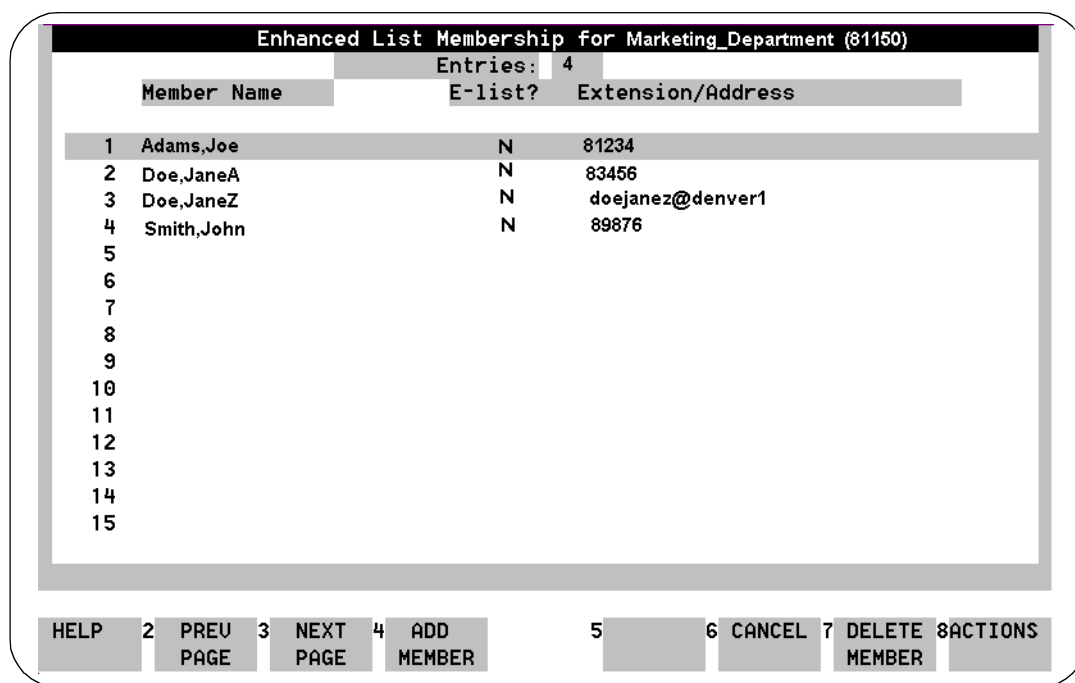 Enhanced List Membership for Marketing_Department (81150)
Entries: 4
Member Name E-list? Extension/Address
1 Adams,Joe N 81234
2 Doe,JaneA N 83456
3 Doe,JaneZ N doejanez@denver1
4 Smith,John N 89876
5
6
7
8
9
10
11
12
13
14
15
HELP 2 PREV 3 NEXT 4 ADD 5 6 CANCEL 7 DELETE 8ACTIONS
PAGE PAGE MEMBER MEMBER